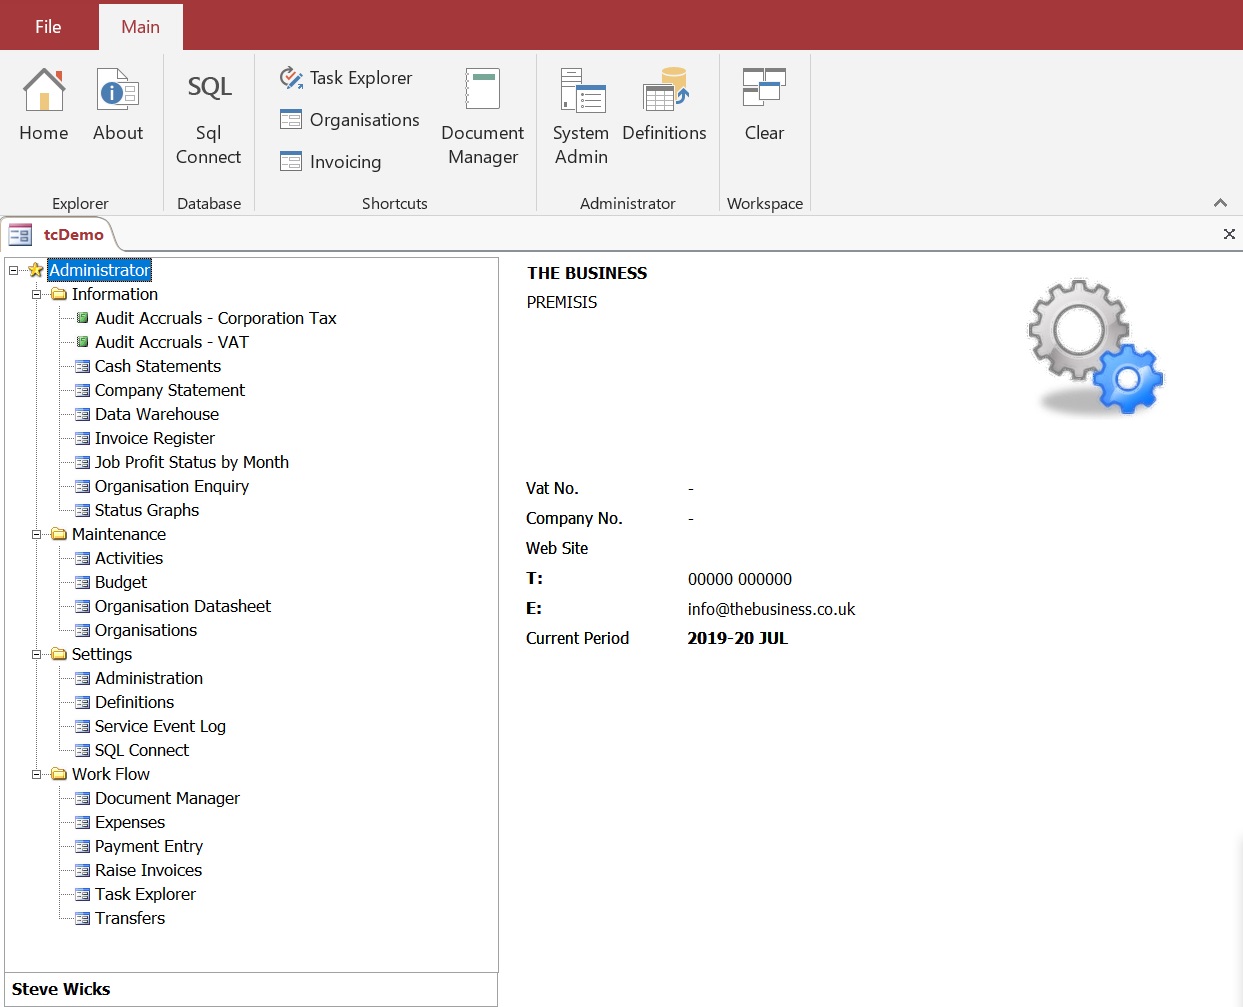 File
Main
Home
About
Explorer
SQL
Sql
Connect
Database
Task Explorer
Organisations
Invoicing
Document
Manager
Shortcuts
System
Admin
Definitions
Administrator
Clear
Workspace
tcDemo
Administrator
Information
Audit Accruals - Corporation Tax
Audit Accruals - VAT
Cash Statements
Company Statement
Data Warehouse
Invoice Register
Job Profit Status by Month
Organisation Enquiry
Status Graphs
Maintenance
Activities
Budget
Organisation Datasheet
Organisations
Settings
Administration
Definitions
Service Event Log
SQL Connect
Work Flow
Document Manager
Expenses
Payment Entry
Raise Invoices
Task Explorer
Transfers
Steve Wicks
THE BUSINESS
PREMISIS
Vat No. -
Company No. -
Web Site
T: 00000 000000
E: info@thebusiness.co.uk
Current Period 2019-20 JUL